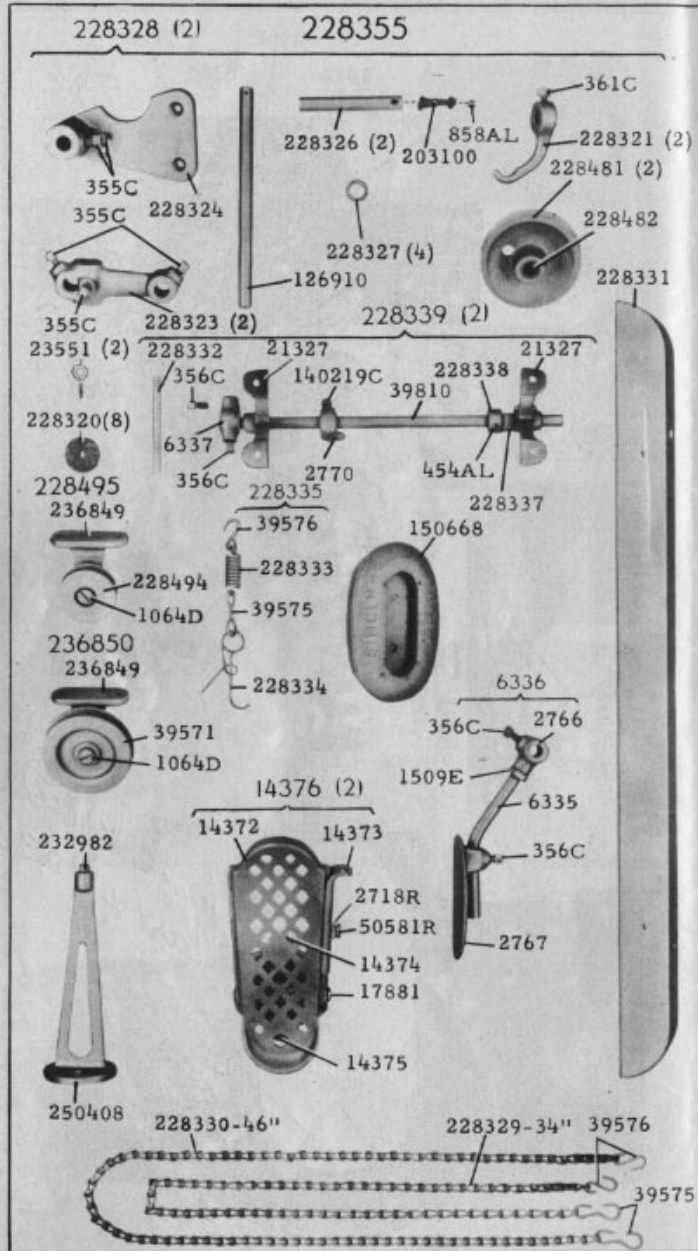 228328 (2) 228355
361C
228326 (2) 203100 858AL
228321 (2)
355C
228324
228481 (2)
228482
355C
228327 (4)
126910
228331
355C 228323 (2)
228339 (2)
23551 (2) 228332
21327 228338 21327
356C 140219C 39810
228320(8)
6337
356C 2770 454AL
228337
228495
228335
236849 39576 150668
228333
228494
1064D 39575
SINGER
236850
236849 228334
6336
39571 356C 2766
1064D 1509E
14376 (2)
6335
14372 14373
232982 356C
2718R
50581R
14374 2767
17881
14375
250408
228330-46" 228329-34" 39576
39575